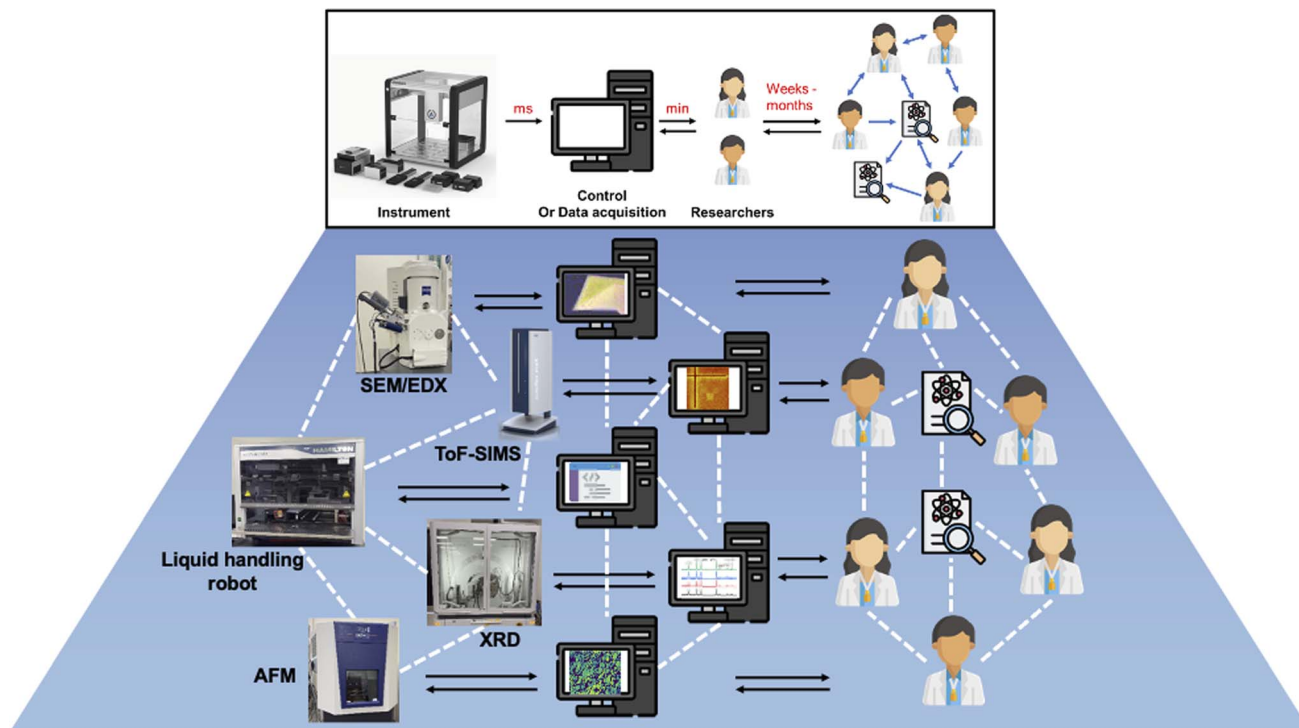 ms
min
Weeks -
months
Instrument
Control
Or Data acquisition
Researchers
SEM/EDX
ToF-SIMS
HAMILTON
Liquid handling
robot
XRD
AFM